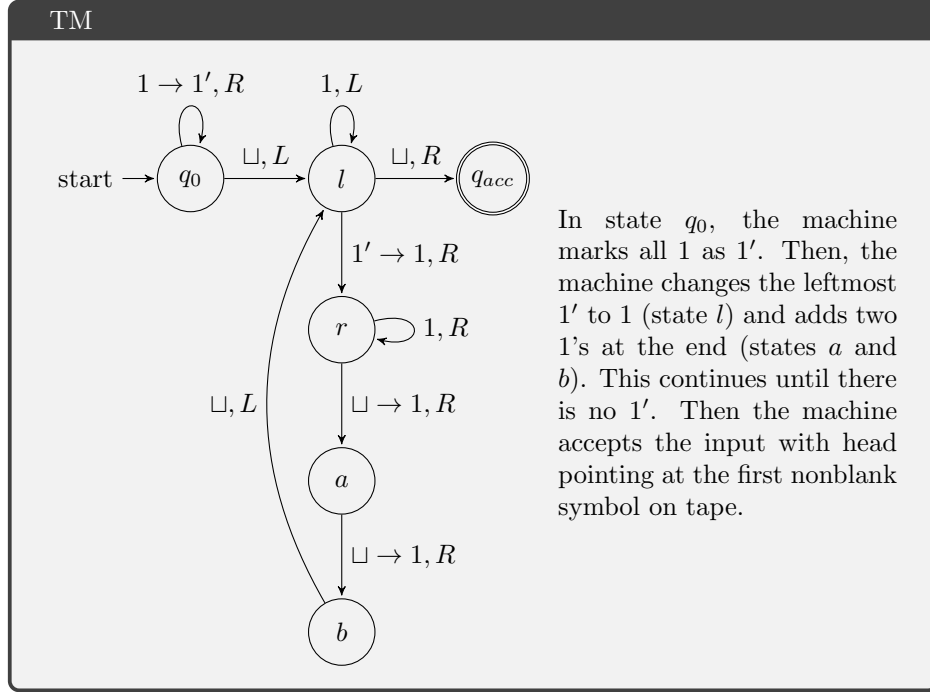 TM
1 → 1′, R
1, L
start
q0
⊔, L
l
⊔, R
qacc
1′ → 1, R
r
1, R
⊔, L
⊔ → 1, R
a
⊔ → 1, R
b
In state q0, the machine
marks all 1 as 1′. Then, the
machine changes the leftmost
1′ to 1 (state l) and adds two
1's at the end (states a and
b). This continues until there
is no 1′. Then the machine
accepts the input with head
pointing at the first nonblank
symbol on tape.